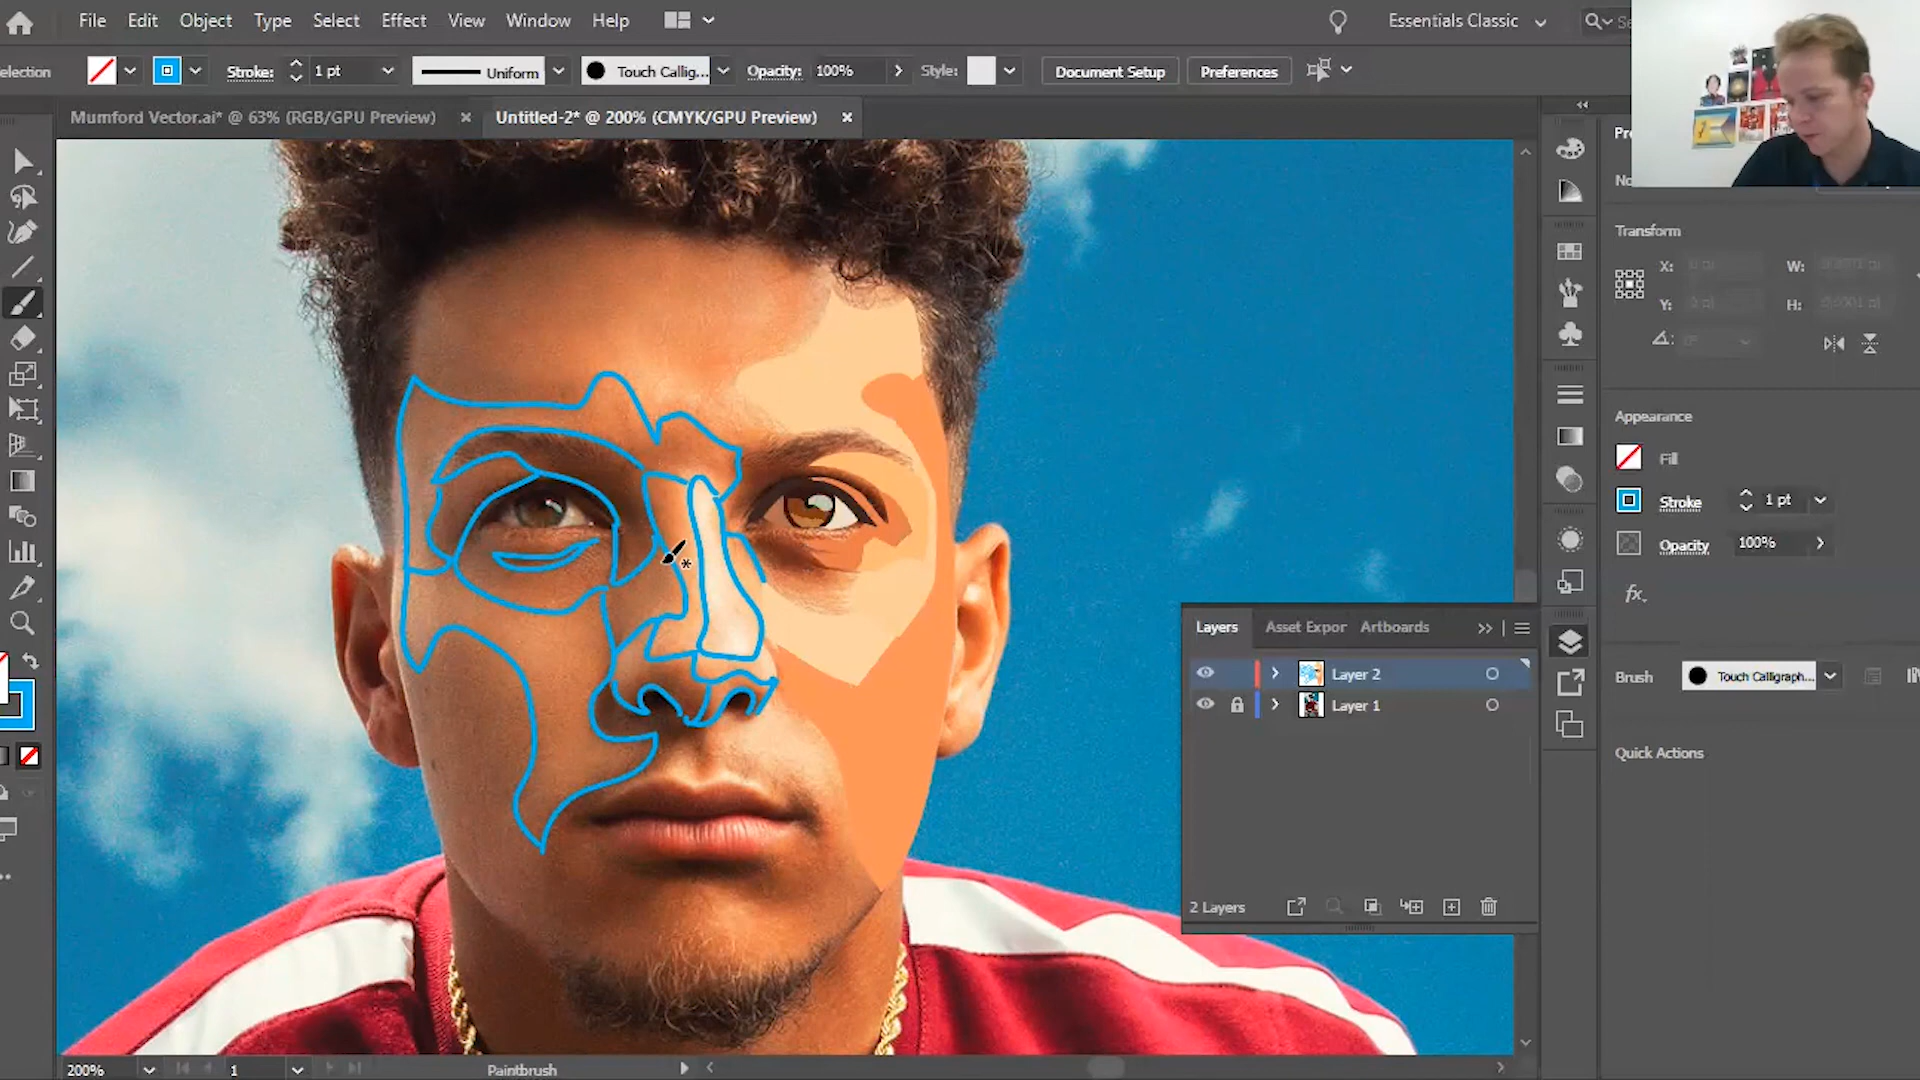 File Edit Object Type Select Effect View Window Help
Essentials Classic
election Stroke: 1 pt Uniform Touch Callig... Opacity: 100% Style: Document Setup Preferences
Mumford Vector.ai* @ 63% (RGB/GPU Preview) × Untitled-2* @ 200% (CMYK/GPU Preview) ×
Transform
X: W:
Y: H:
Appearance
Fill
Stroke 1 pt
Opacity 100%
fx.
Layers Asset Expor Artboards
Layer 2
Layer 1
Brush Touch Calligraph...
Quick Actions
2 Layers
200% 1 Paintbrush